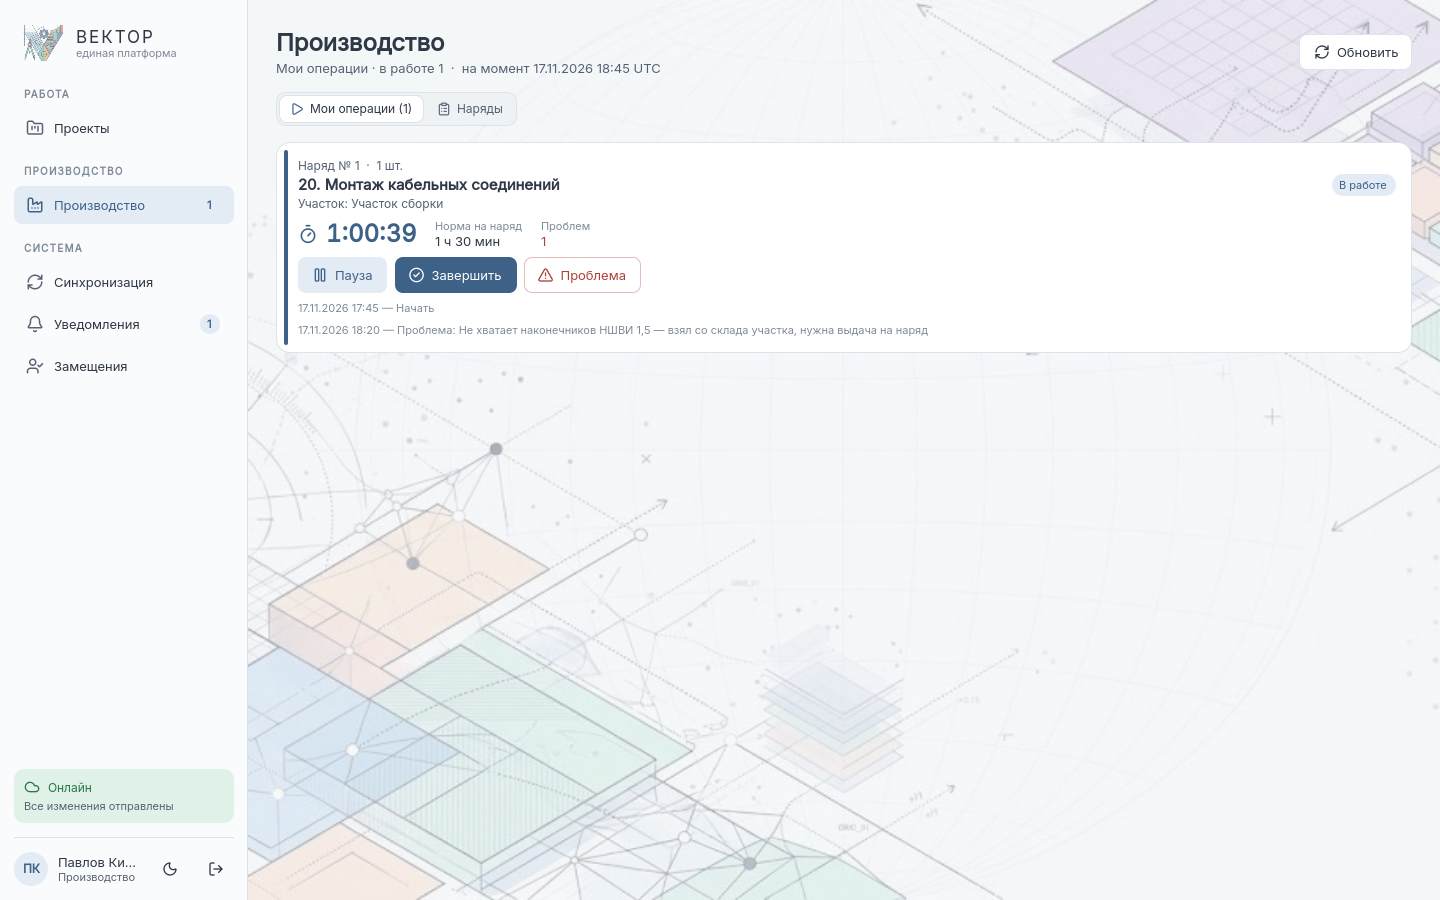 ВЕКТОР
единая платформа
РАБОТА
Проекты
ПРОИЗВОДСТВО
Производство 1
СИСТЕМА
Синхронизация
Уведомления 1
Замещения
Онлайн
Все изменения отправлены
ПК
Павлов Ки...
Производство
Производство
Мои операции · в работе 1 · на момент 17.11.2026 18:45 UTC
Обновить
Мои операции (1)
Наряды
Наряд № 1 · 1 шт.
20. Монтаж кабельных соединений
В работе
Участок: Участок сборки
1:00:39
Норма на наряд
1 ч 30 мин
Проблем
1
Пауза
Завершить
Проблема
17.11.2026 17:45 — Начать
17.11.2026 18:20 — Проблема: Не хватает наконечников НШВИ 1,5 — взял со склада участка, нужна выдача на наряд